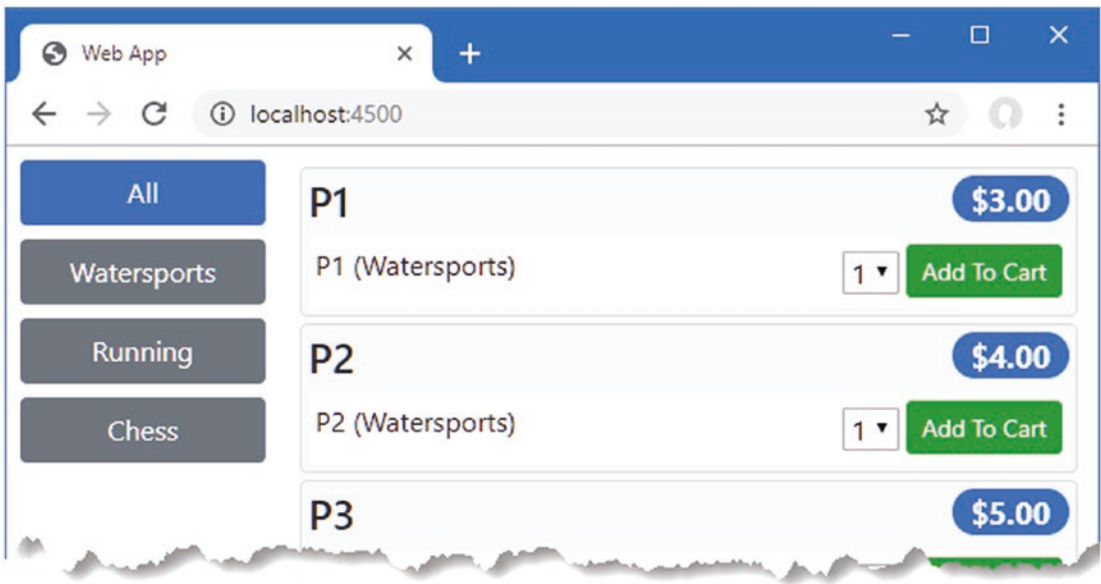 Web App
localhost:4500
All
Watersports
Running
Chess
P1
$3.00
P1 (Watersports)
1
Add To Cart
P2
$4.00
P2 (Watersports)
1
Add To Cart
P3
$5.00